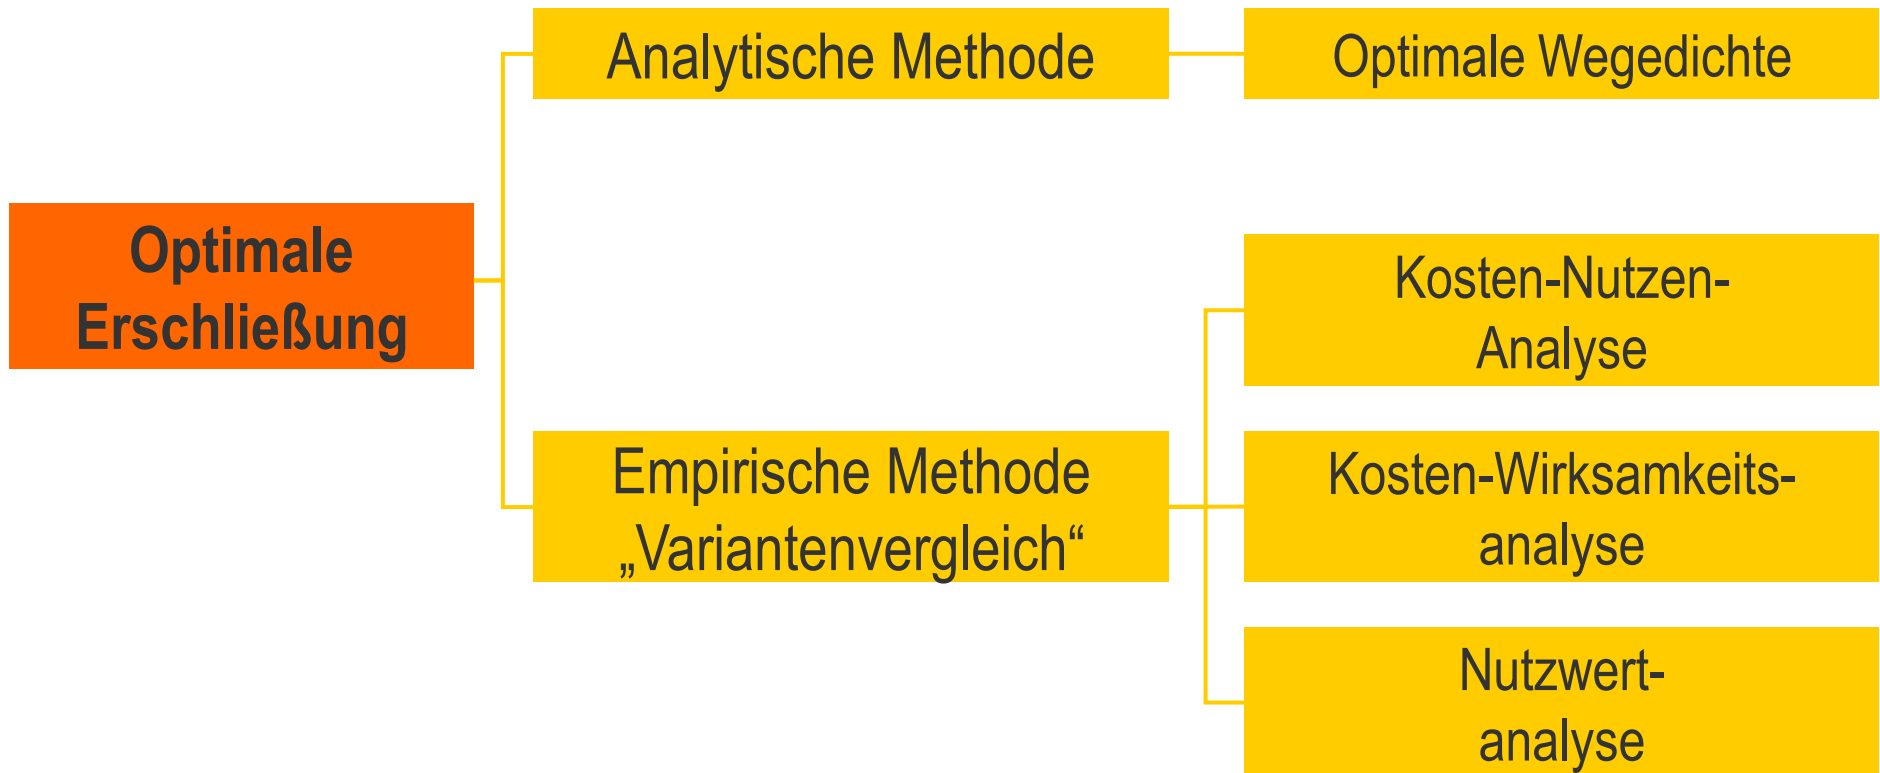 Analytische Methode
Optimale Wegedichte
Optimale
Erschließung
Kosten-Nutzen-
Analyse
Empirische Methode
„Variantenvergleich“
Kosten-Wirksamkeits-
analyse
Nutzwert-
analyse